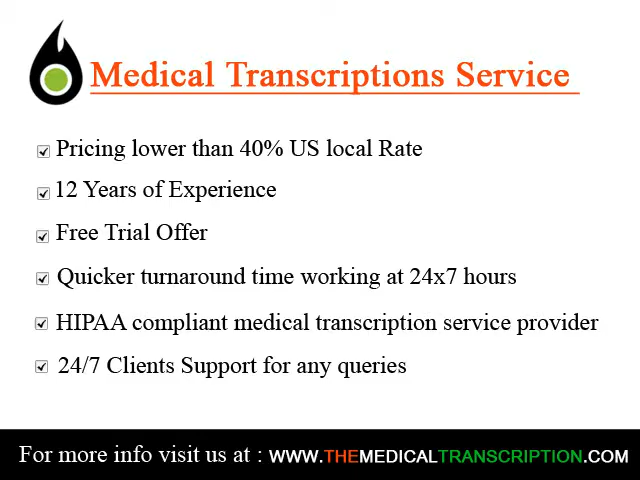 Medical Transcriptions Service
Pricing lower than 40% US local Rate
12 Years of Experience
Free Trial Offer
Quicker turnaround time working at 24x7 hours
HIPAA compliant medical transcription service provider
24/7 Clients Support for any queries
For more info visit us at : WWW.THEMEDICALTRANSCRIPTION.COM